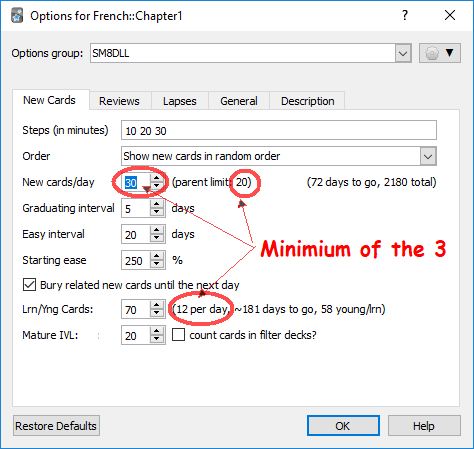 Options for French::Chapter1
Options group: SM8DLL
New Cards Reviews Lapses General Description
Steps (in minutes) 10 20 30
Order Show new cards in random order
New cards/day 30 (parent limit: 20) (72 days to go, 2180 total)
Graduating interval 5 days
Easy interval 20 days
Minimium of the 3
Starting ease 250 %
Bury related new cards until the next day
Lrn/Yng Cards: 70 (12 per day, ~181 days to go, 58 young/lrn)
Mature IVL: 20 count cards in filter decks?
Restore Defaults OK Help